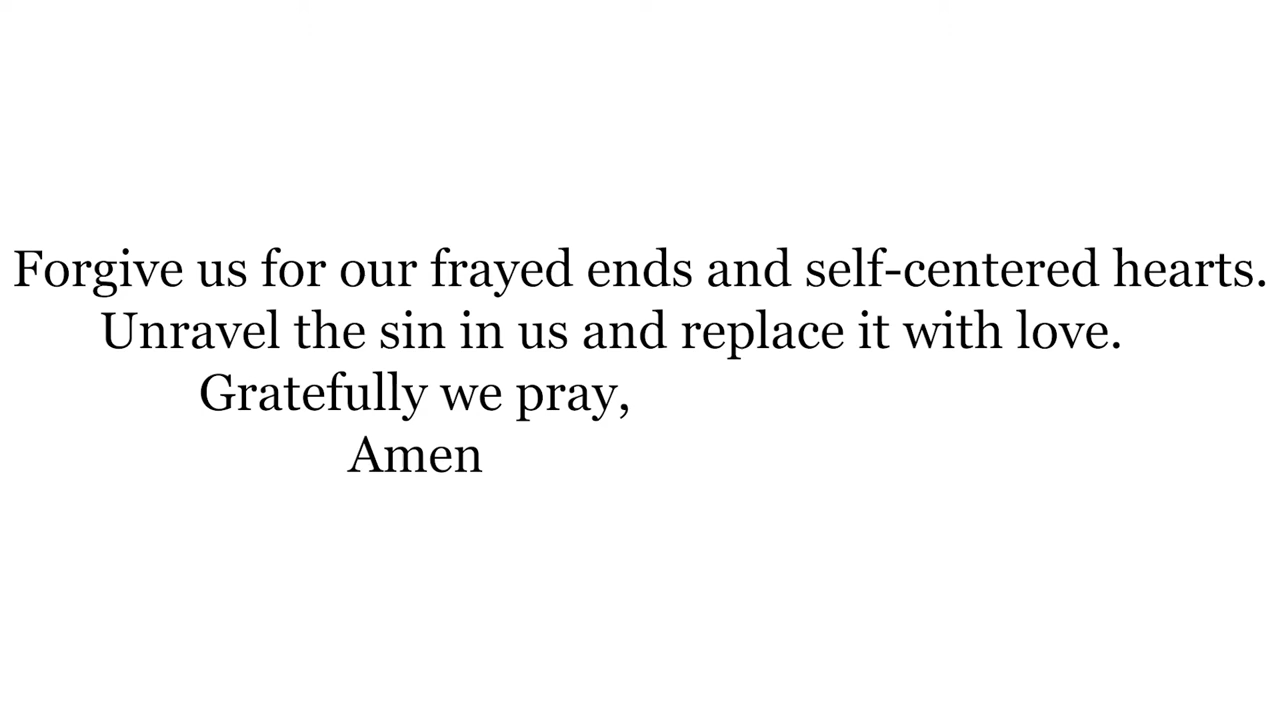 Forgive us for our frayed ends and self-centered hearts.
Unravel the sin in us and replace it with love.
Gratefully we pray,
Amen